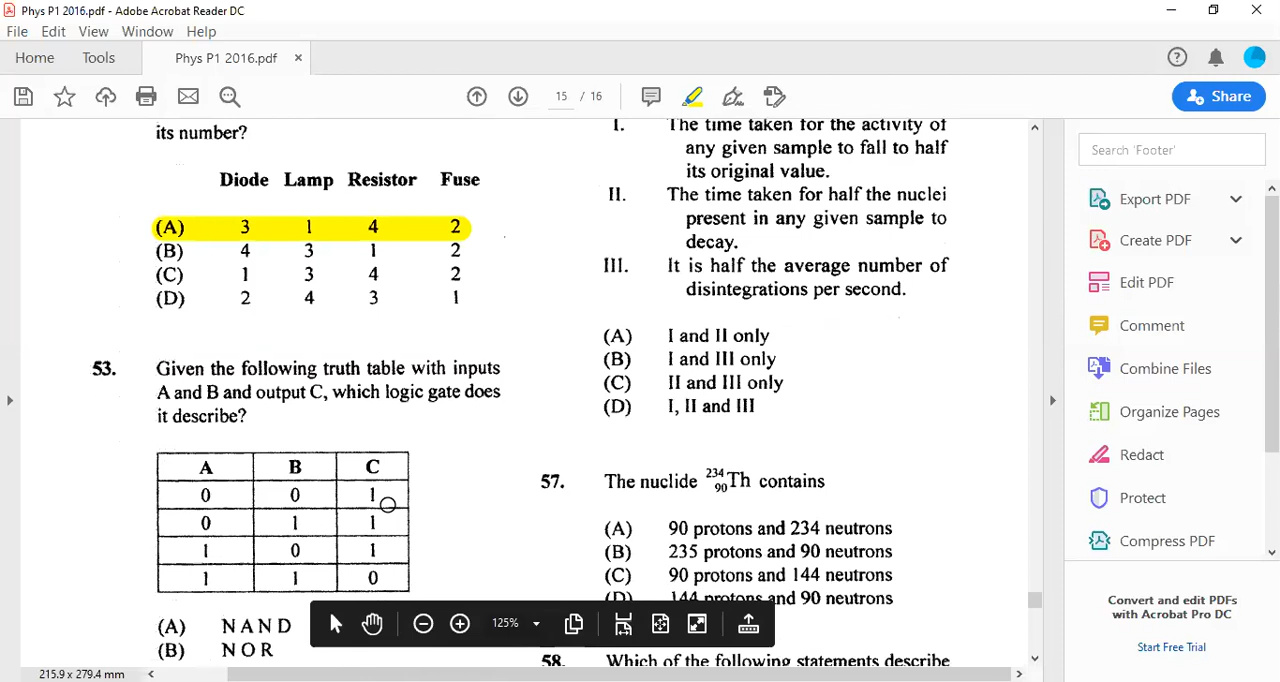 Phys P1 2016.pdf - Adobe Acrobat Reader DC
File Edit View Window Help
Home Tools Phys P1 2016.pdf ×
15 / 16
Share
its number?
Diode Lamp Resistor Fuse
(A) 3 1 4 2
(B) 4 3 1 2
(C) 1 3 4 2
(D) 2 4 3 1
53. Given the following truth table with inputs
A and B and output C, which logic gate does
it describe?
A B C
0 0 1
0 1 1
1 0 1
1 1 0
(A) N A N D
(B) N O R
I. The time taken for the activity of
any given sample to fall to half
its original value.
II. The time taken for half the nuclei
present in any given sample to
decay.
III. It is half the average number of
disintegrations per second.
(A) I and II only
(B) I and III only
(C) II and III only
(D) I, II and III
57. The nuclide ²³⁴₉₀Th contains
(A) 90 protons and 234 neutrons
(B) 235 protons and 90 neutrons
(C) 90 protons and 144 neutrons
(D) 144 protons and 90 neutrons
58. Which of the following statements describe
125%
215.9 x 279.4 mm
Search 'Footer'
Export PDF
Create PDF
Edit PDF
Comment
Combine Files
Organize Pages
Redact
Protect
Compress PDF
Convert and edit PDFs
with Acrobat Pro DC
Start Free Trial